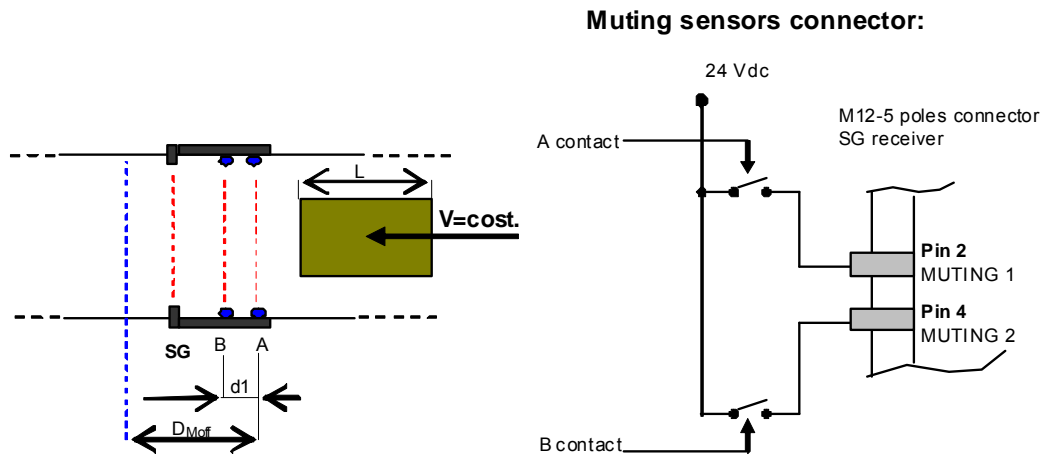 Muting sensors connector:
24 Vdc
M12-5 poles connector
SG receiver
A contact
L
V=cost.
Pin 2
MUTING 1
Pin 4
MUTING 2
SG
B
A
d1
DMoff
B contact